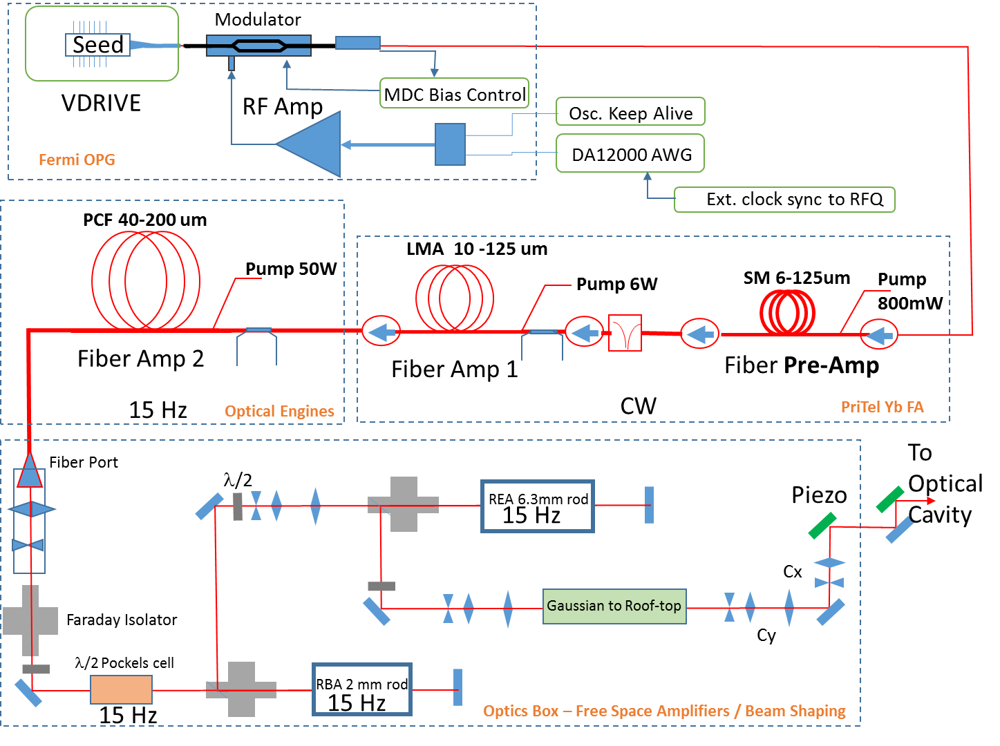 Modulator
Seed
VDRIVE
RF Amp
MDC Bias Control
Osc. Keep Alive
DA12000 AWG
Fermi OPG
Ext. clock sync to RFQ
PCF 40-200 um
Pump 50W
LMA 10 -125 um
Pump 6W
SM 6-125um
Pump
800mW
Fiber Amp 2
Fiber Amp 1
Fiber Pre-Amp
15 Hz
Optical Engines
CW
PriTel Yb FA
Fiber Port
λ/2
REA 6.3mm rod
15 Hz
Piezo
To
Optical
Cavity
Cx
Gaussian to Roof-top
Cy
Faraday Isolator
λ/2 Pockels cell
15 Hz
RBA 2 mm rod
15 Hz
Optics Box – Free Space Amplifiers / Beam Shaping